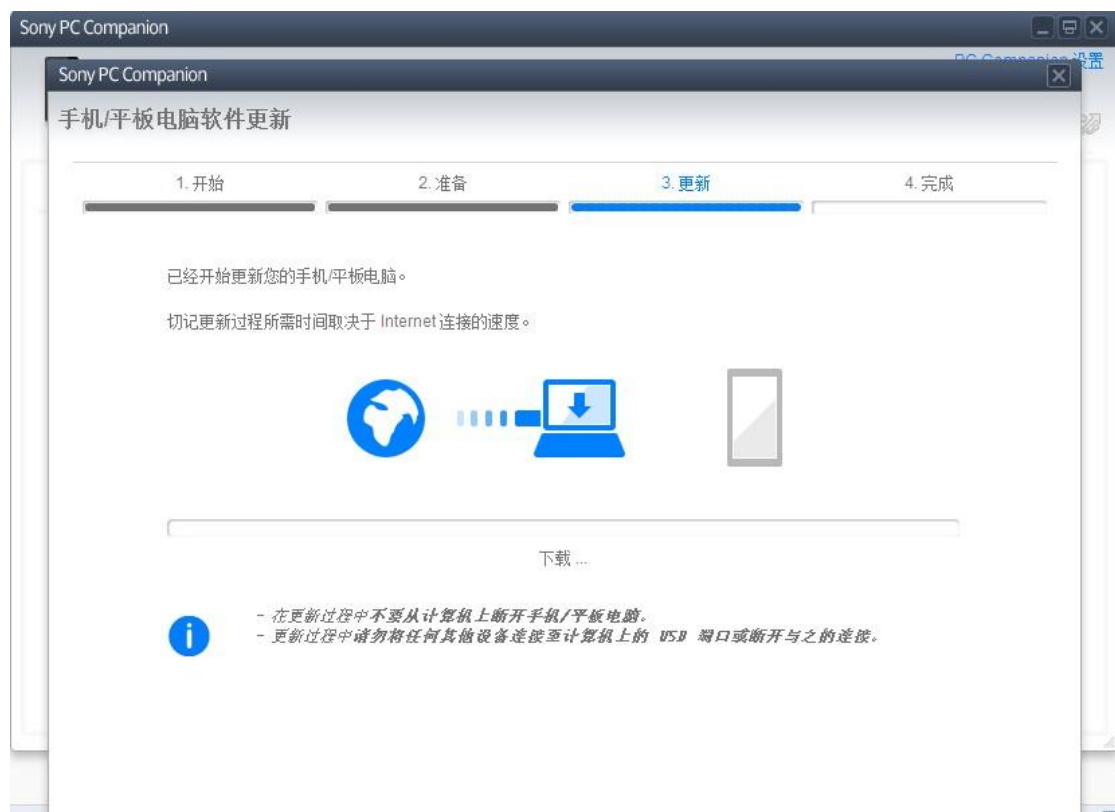 Sony PC Companion
PC Companion 设置
Sony PC Companion
手机/平板电脑软件更新
1. 开始
2. 准备
3. 更新
4. 完成
已经开始更新您的手机/平板电脑。
切记更新过程所需时间取决于 Internet 连接的速度。
下载 ...
- 在更新过程中不要从计算机上断开手机/平板电脑。
- 更新过程中请勿将任何其他设备连接至计算机上的 USB 端口或断开与之的连接。